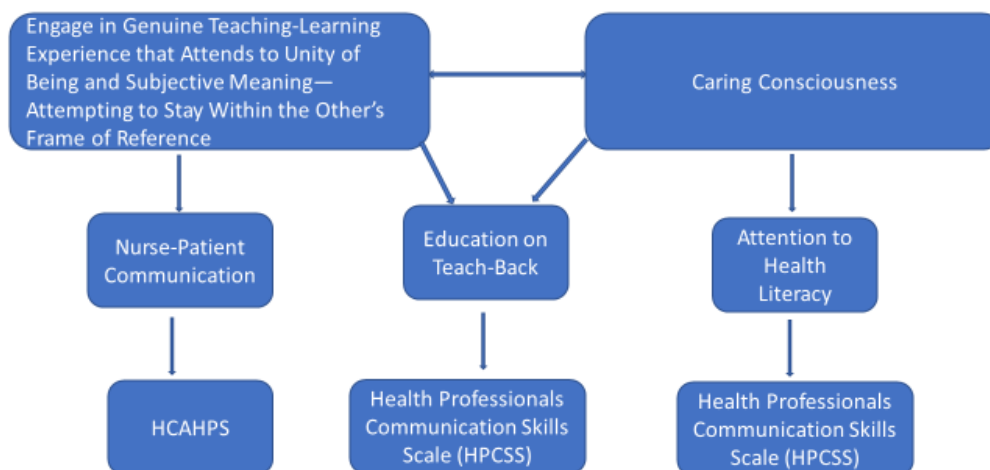 Engage in Genuine Teaching-Learning
Experience that Attends to Unity of
Being and Subjective Meaning—
Attempting to Stay Within the Other's
Frame of Reference
Caring Consciousness
Nurse-Patient
Communication
Education on
Teach-Back
Attention to
Health
Literacy
HCAHPS
Health Professionals
Communication Skills
Scale (HPCSS)
Health Professionals
Communication Skills
Scale (HPCSS)